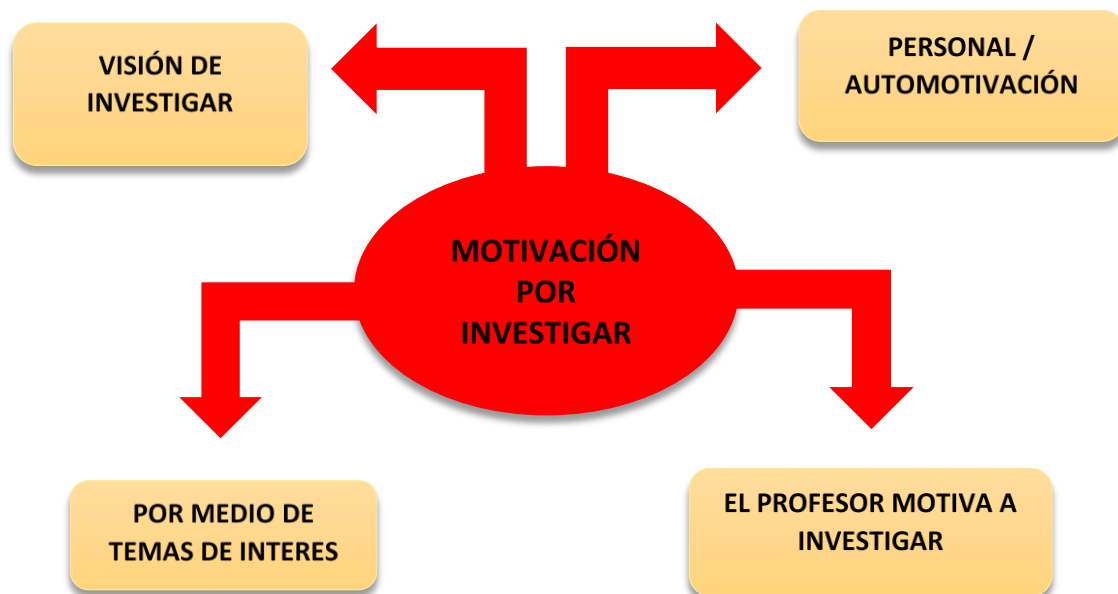 VISIÓN DE
INVESTIGAR
PERSONAL /
AUTOMOTIVACIÓN
MOTIVACIÓN
POR
INVESTIGAR
POR MEDIO DE
TEMAS DE INTERES
EL PROFESOR MOTIVA A
INVESTIGAR